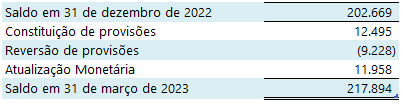 Saldo em 31 de dezembro de 2022 202.669
Constituição de provisões 12.495
Reversão de provisões (9.228)
Atualização Monetária 11.958
Saldo em 31 de março de 2023 217.894